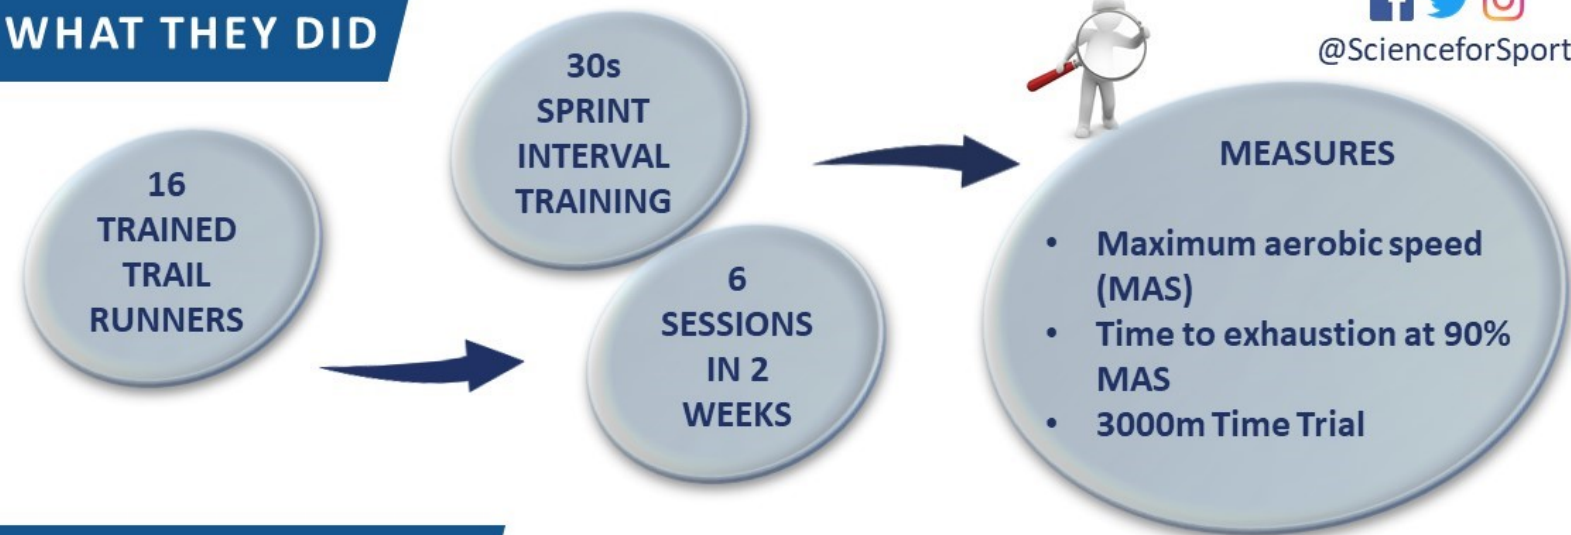 WHAT THEY DID
@ScienceforSport
16
TRAINED
TRAIL
RUNNERS
30s
SPRINT
INTERVAL
TRAINING
6
SESSIONS
IN 2
WEEKS
MEASURES
• Maximum aerobic speed
(MAS)
• Time to exhaustion at 90%
MAS
• 3000m Time Trial